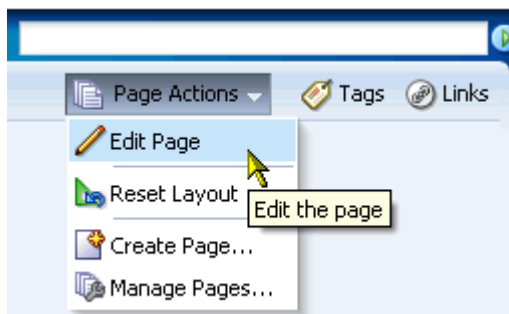 Page Actions Tags Links
Edit Page
Reset Layout
Edit the page
Create Page...
Manage Pages...